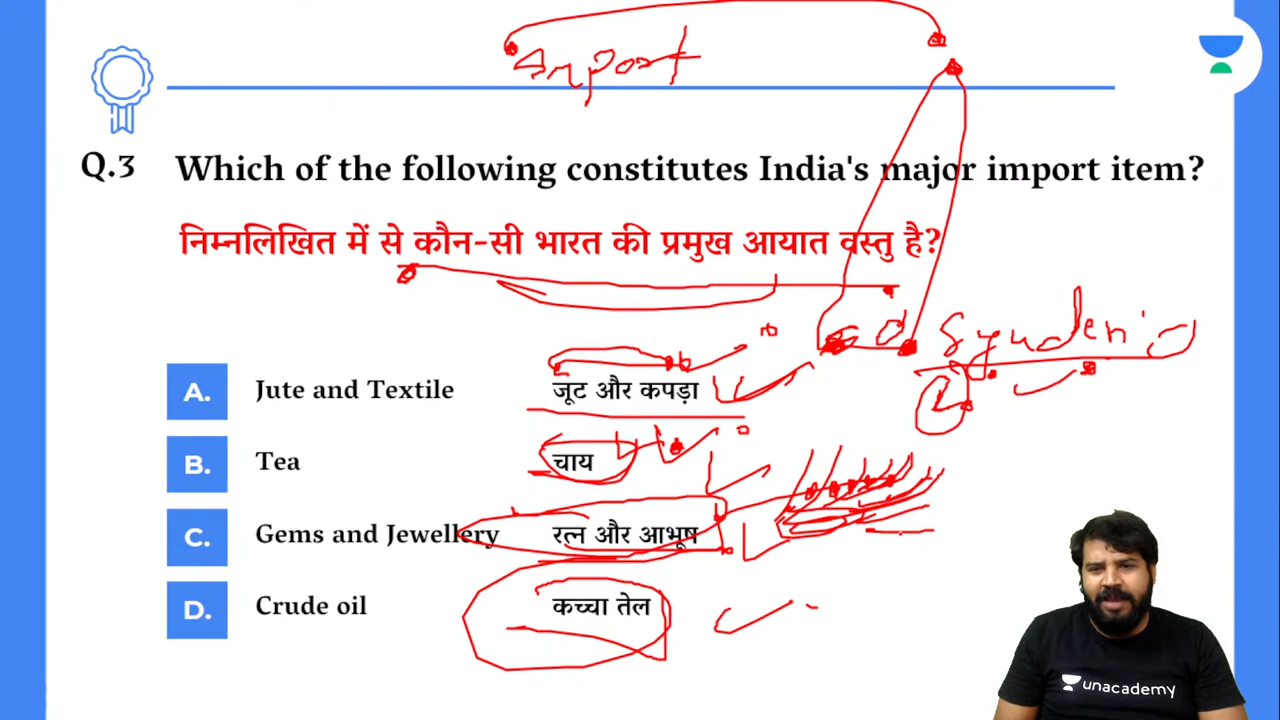 Import
Q.3 Which of the following constitutes India's major import item?
निम्नलिखित में से कौन-सी भारत की प्रमुख आयात वस्तु है?
A. Jute and Textile जूट और कपड़ा
B. Tea चाय
C. Gems and Jewellery रत्न और आभूष
D. Crude oil कच्चा तेल
unacademy